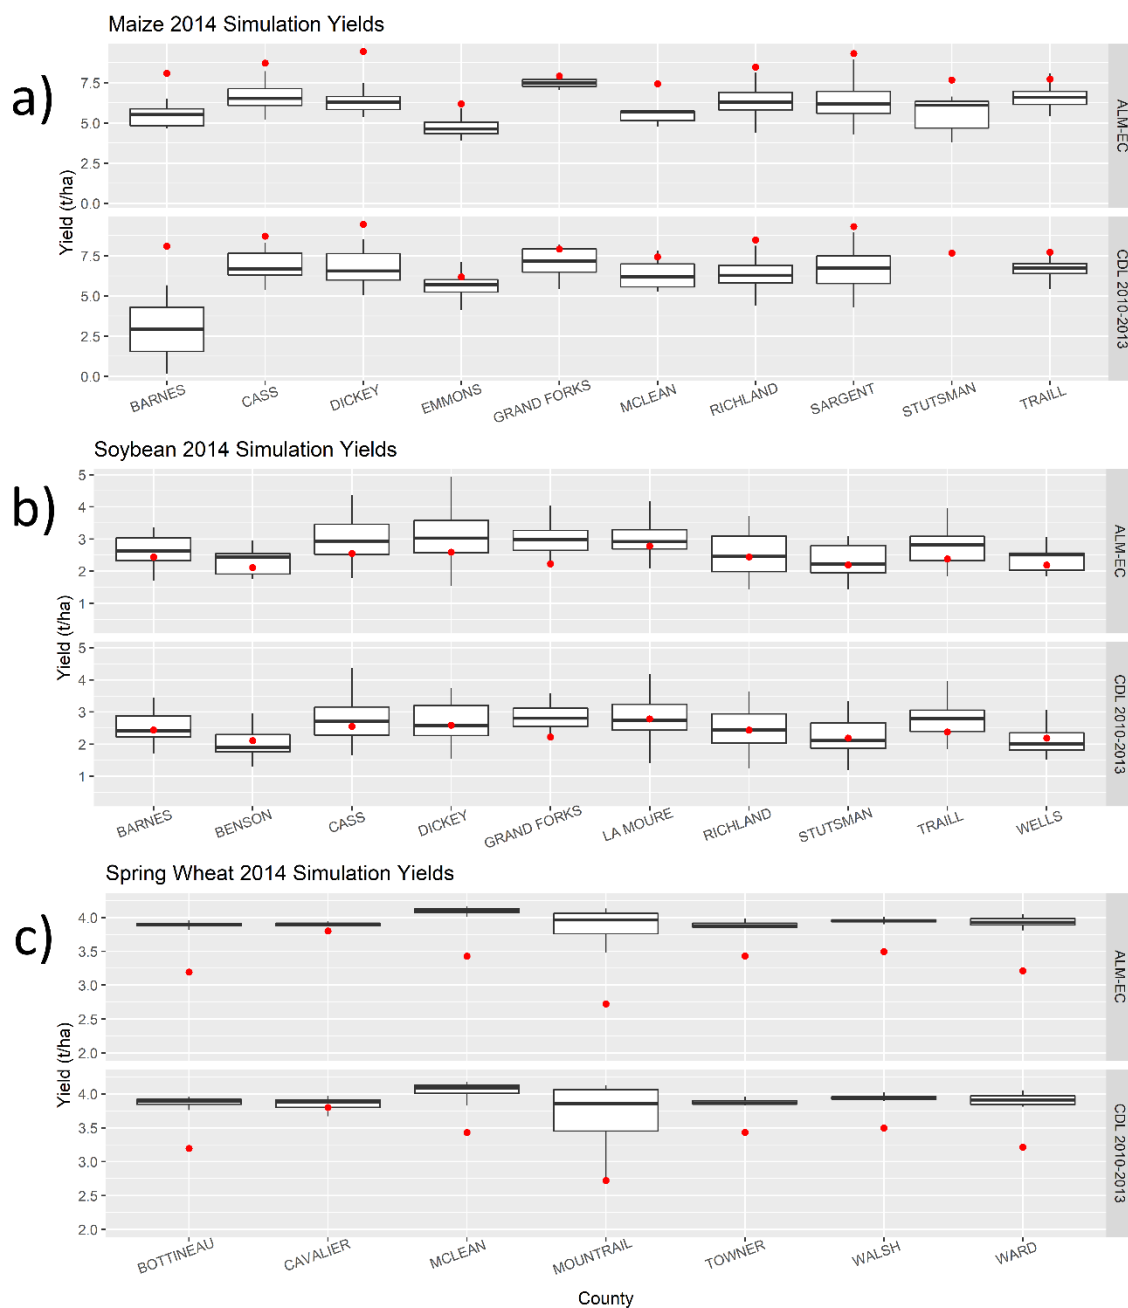 Maize 2014 Simulation Yields
a)
7.5
5.0
2.5
0.0
ALM-EC
Yield (t/ha)
7.5
5.0
2.5
0.0
CDL 2010-2013
BARNES
CASS
DICKEY
EMMONS
GRAND FORKS
MCLEAN
RICHLAND
SARGENT
STUTSMAN
TRAILL
Soybean 2014 Simulation Yields
b)
5
4
3
2
1
ALM-EC
Yield (t/ha)
5
4
3
2
1
CDL 2010-2013
BARNES
BENSON
CASS
DICKEY
GRAND FORKS
LA MOURE
RICHLAND
STUTSMAN
TRAILL
WELLS
Spring Wheat 2014 Simulation Yields
c)
4.0
3.5
3.0
2.5
2.0
ALM-EC
Yield (t/ha)
4.0
3.5
3.0
2.5
2.0
CDL 2010-2013
BOTTINEAU
CAVALIER
MCLEAN
MOUNTRAIL
TOWNER
WALSH
WARD
County